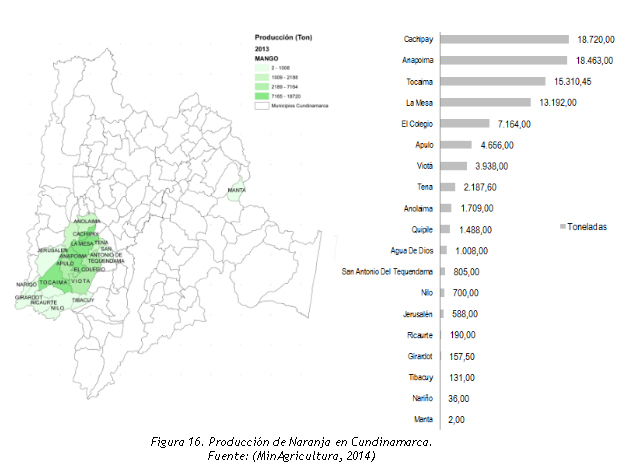 Producción (Ton)
2013
MANGO
2 - 1008
1009 - 2188
2189 - 7164
7165 - 18720
Municipios Cundinamarca
MANTA
ANOLAIMA
CACHIPAY
LA MESA
TENA
JERUSALEN
SAN
ANAPOIMA
ANTONIO DE
APULO
TEQUENDAMA
EL COLEGIO
NARIÑO
TOCAIMA
VIOTA
GIRARDOT
TIBACUY
RICAURTE
NILO
Cachipay 18.720,00
Anapoima 18.463,00
Tocaima 15.310,45
La Mesa 13.192,00
El Colegio 7.164,00
Apulo 4.656,00
Viotá 3.938,00
Tena 2.187,60
Anolaima 1.709,00
Quipile 1.488,00
Agua De Dios 1.008,00
San Antonio Del Tequendama 805,00
Nilo 700,00
Jerusalén 588,00
Ricaurte 190,00
Girardot 157,50
Tibacuy 131,00
Nariño 36,00
Manta 2,00
Toneladas
Figura 16. Producción de Naranja en Cundinamarca.
Fuente: (MinAgricultura, 2014)